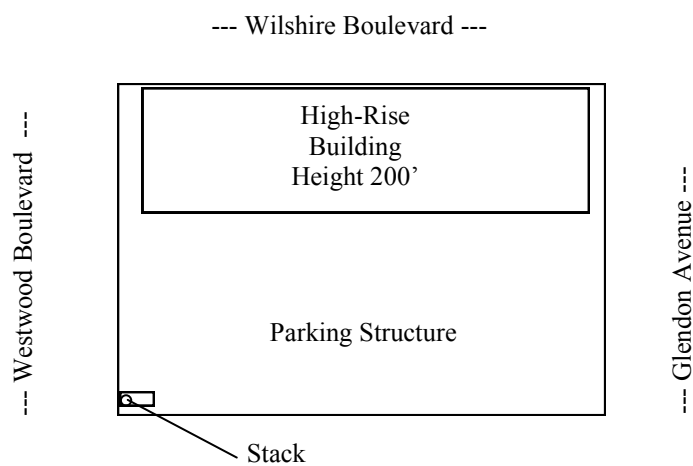 --- Wilshire Boulevard ---
High-Rise
Building
Height 200’
--- Westwood Boulevard ---
--- Glendon Avenue ---
Parking Structure
Stack